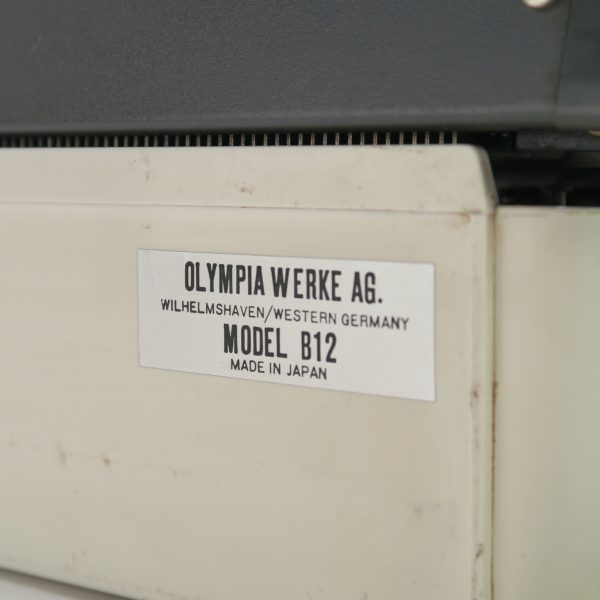 OLYMPIA WERKE AG.
WILHELMSHAVEN/WESTERN GERMANY
MODEL B12
MADE IN JAPAN